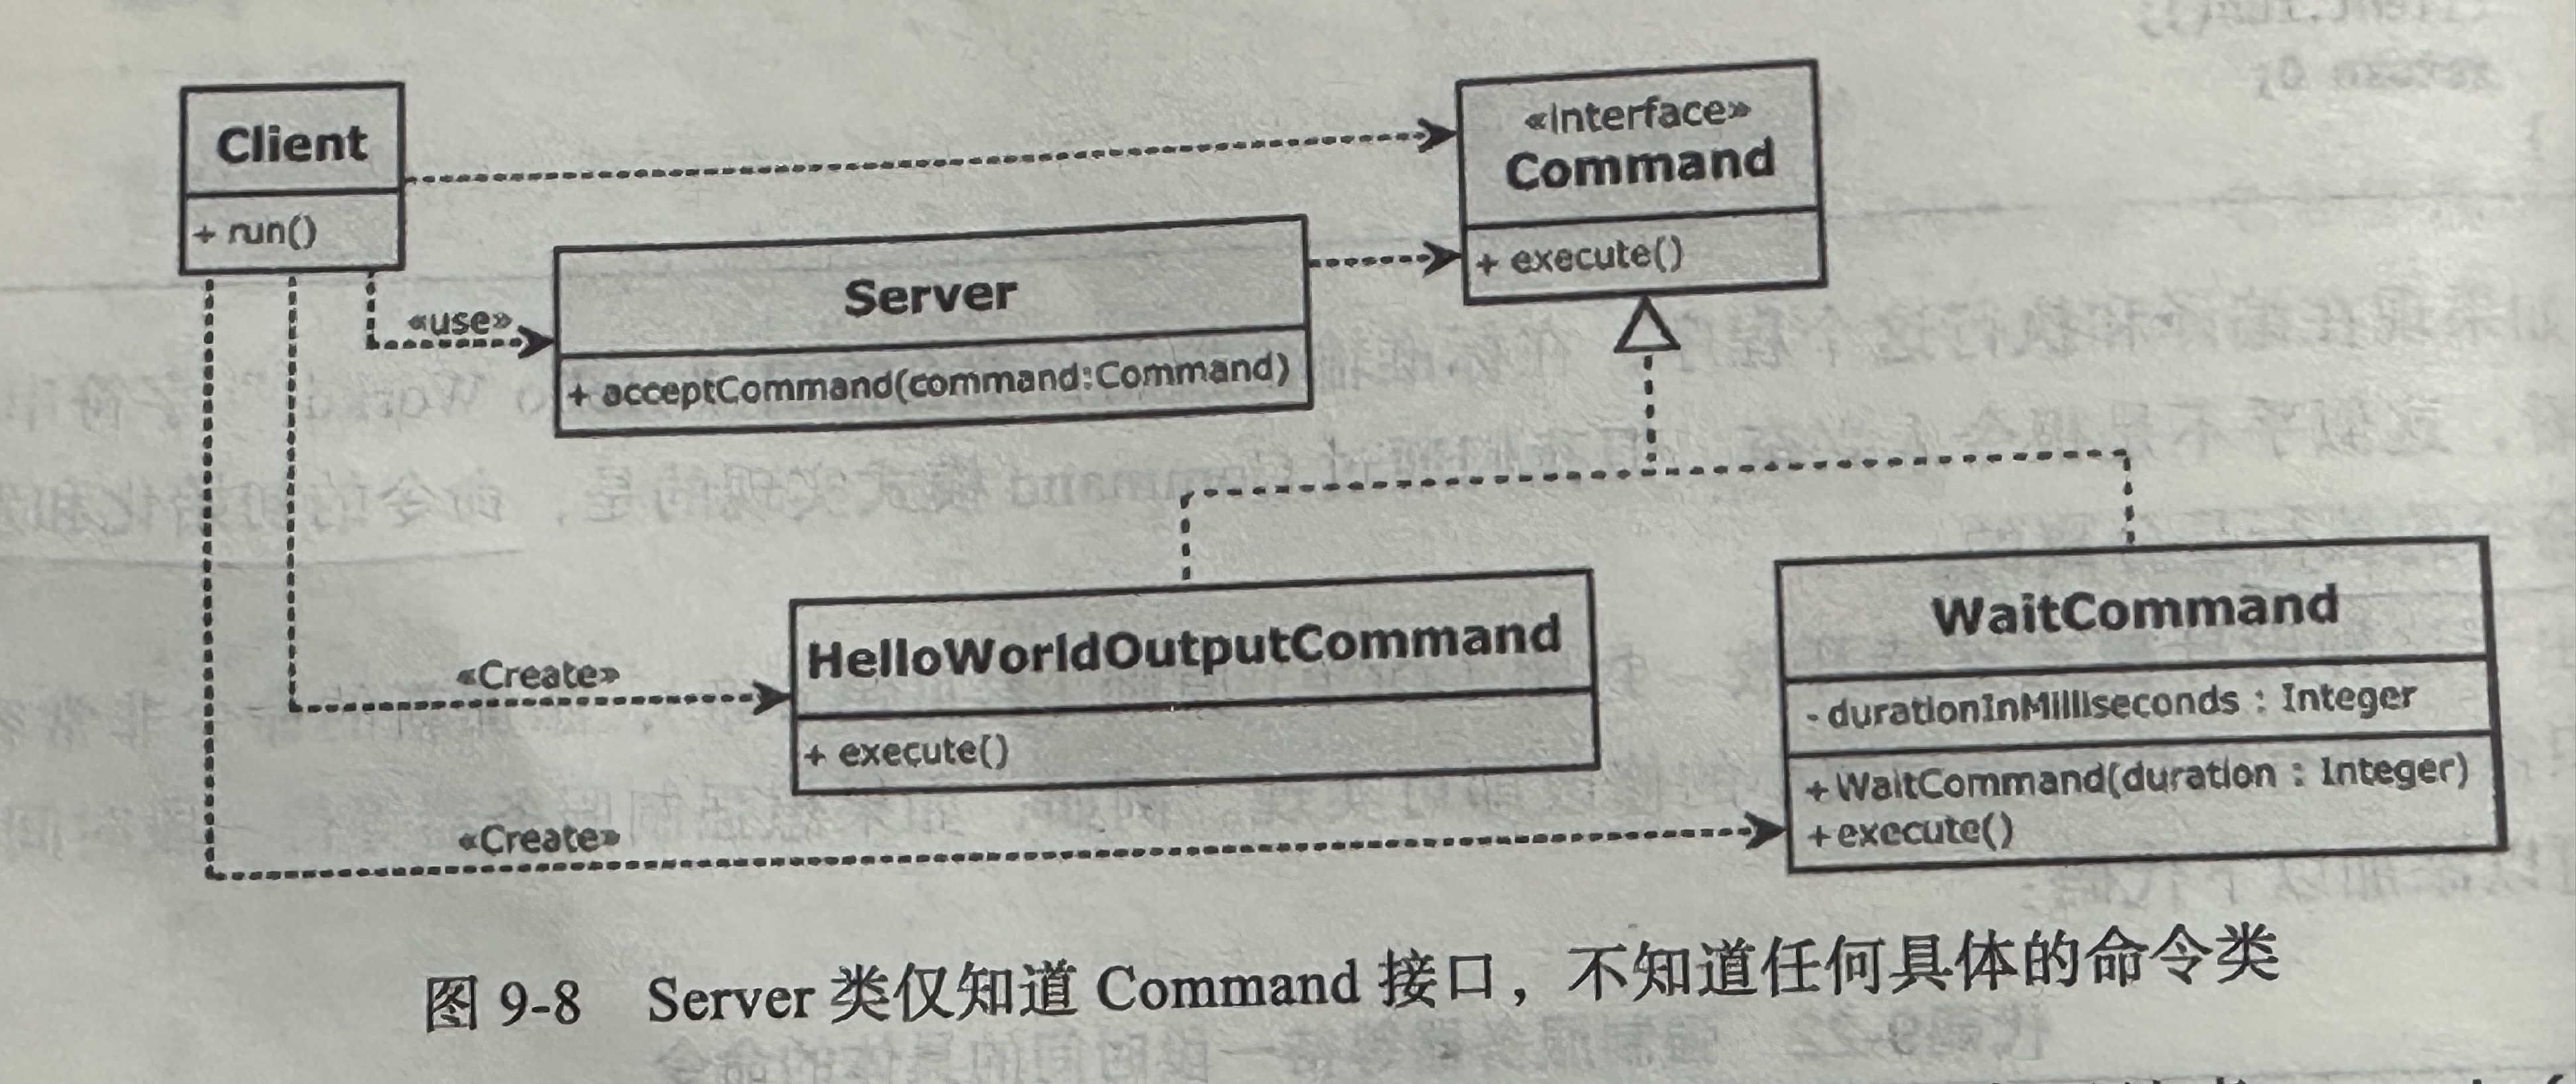 Client
+ run()
«interface»
Command
+ execute()
«use»
Server
+ acceptCommand(command:Command)
«Create»
HelloWorldOutputCommand
+ execute()
WaitCommand
- durationInMilliseconds : Integer
+WaitCommand(duration : Integer)
+execute()
«Create»
图 9-8 Server 类仅知道 Command 接口，不知道任何具体的命令类